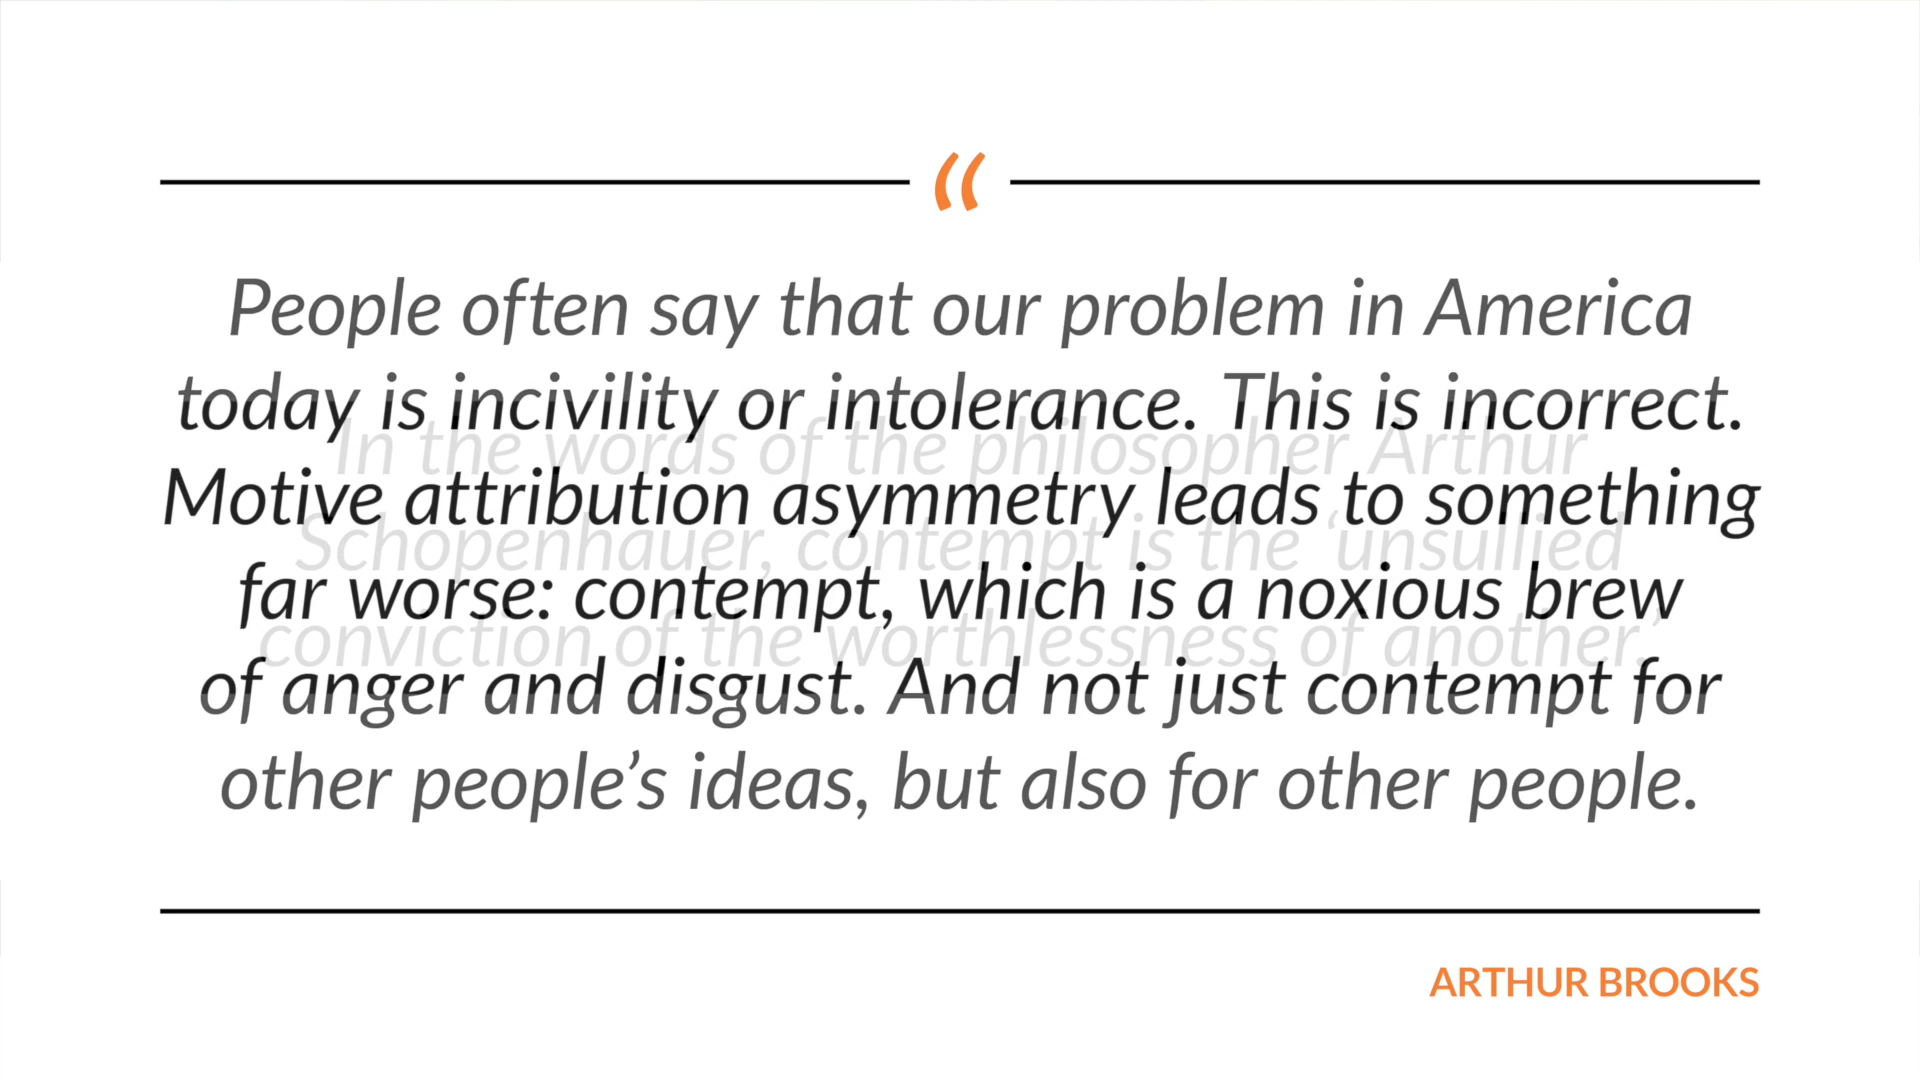 “
People often say that our problem in America
today is incivility or intolerance. This is incorrect.
Motive attribution asymmetry leads to something
far worse: contempt, which is a noxious brew
of anger and disgust. And not just contempt for
other people’s ideas, but also for other people.
In the words of the philosopher Arthur
Schopenhauer, contempt is the ‘unsullied
conviction of the worthlessness of another.’
ARTHUR BROOKS